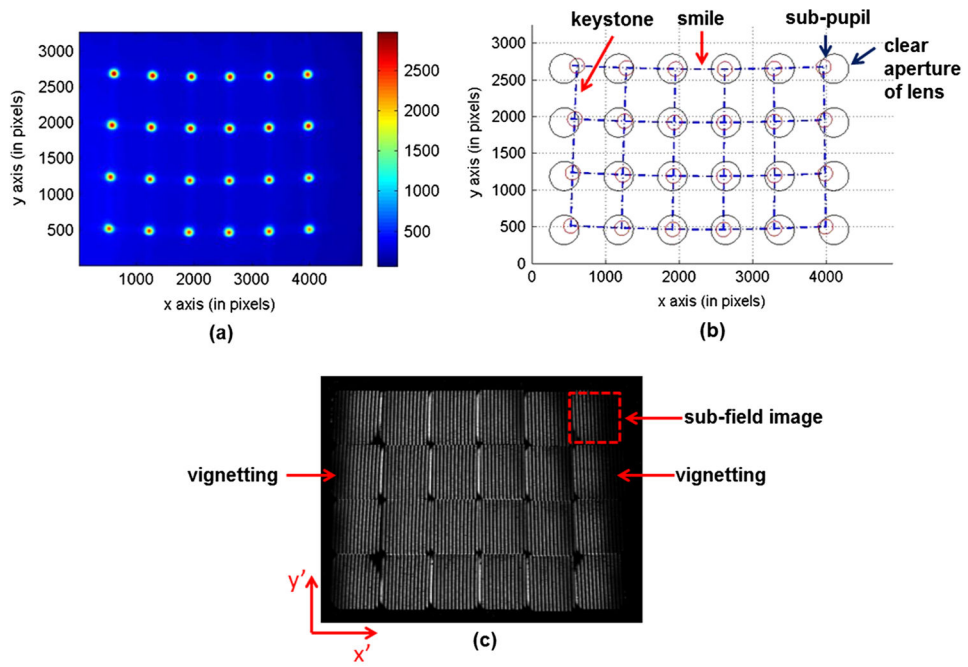 3000
2500
2000
1500
1000
500
y axis (in pixels)
1000 2000 3000 4000
x axis (in pixels)
2500
2000
1500
1000
500
(a)
keystone smile sub-pupil
clear
aperture
of lens
3000
2500
2000
1500
1000
500
0
y axis (in pixels)
0 1000 2000 3000 4000
x axis (in pixels)
(b)
sub-field image
vignetting
vignetting
y’
x’
(c)